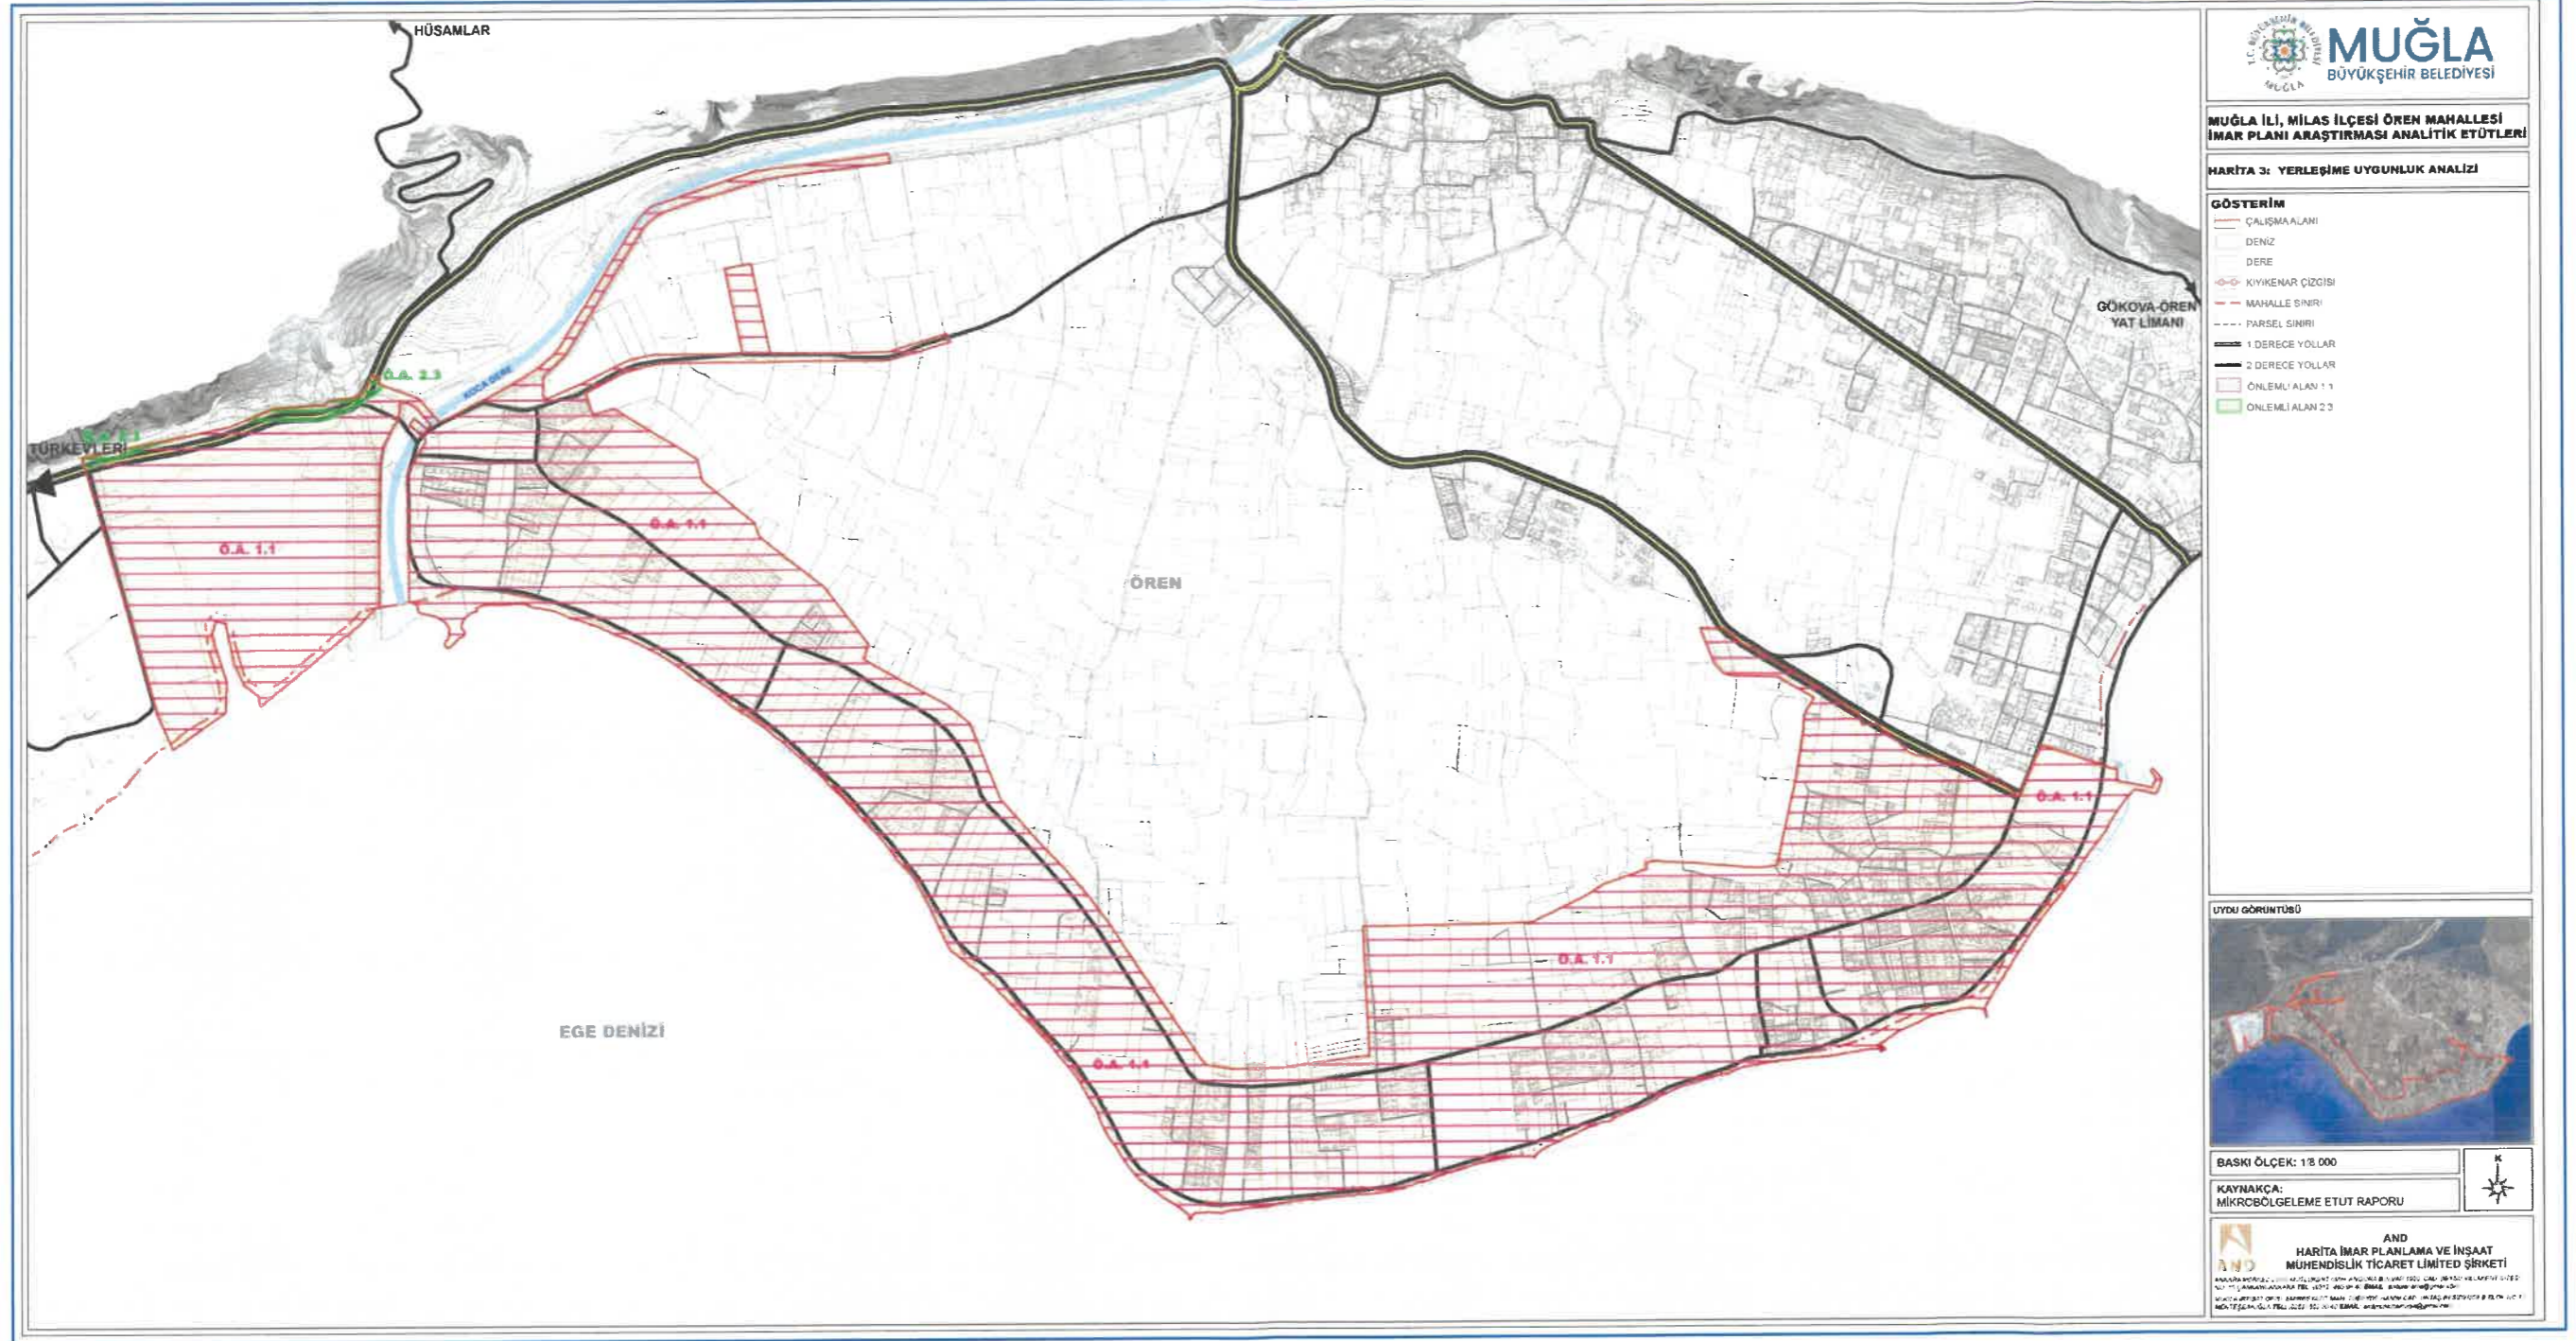 HÜSAMLAR
GÖKOVA-ÖREN
YAT LİMANI
Ö.A. 2.3
KOCA DERE
TÜRKEVLERİ
Ö.A. 1.1
Ö.A. 1.1
ÖREN
Ö.A. 1.1
Ö.A. 1.1
EGE DENİZİ
Ö.A. 1.1
T.C. BÜYÜKŞEHİR BELEDİYESİ
MUĞLA
MUĞLA
BÜYÜKŞEHİR BELEDİYESİ
MUĞLA İLİ, MİLAS İLÇESİ ÖREN MAHALLESİ
İMAR PLANI ARAŞTIRMASI ANALİTİK ETÜTLERİ
HARİTA 3: YERLEŞİME UYGUNLUK ANALİZİ
GÖSTERİM
ÇALIŞMA ALANI
DENİZ
DERE
KIYIKENAR ÇİZGİSİ
MAHALLE SINIRI
PARSEL SINIRI
1 DERECE YOLLAR
2 DERECE YOLLAR
ÖNLEMLİ ALAN 1 1
ÖNLEMLİ ALAN 2 3
UYDU GÖRÜNTÜSÜ
BASKI ÖLÇEK: 1/8 000
K
KAYNAKÇA:
MİKROBÖLGELEME ETUT RAPORU
AND
AND
HARİTA İMAR PLANLAMA VE İNŞAAT
MÜHENDİSLİK TİCARET LİMİTED ŞİRKETİ